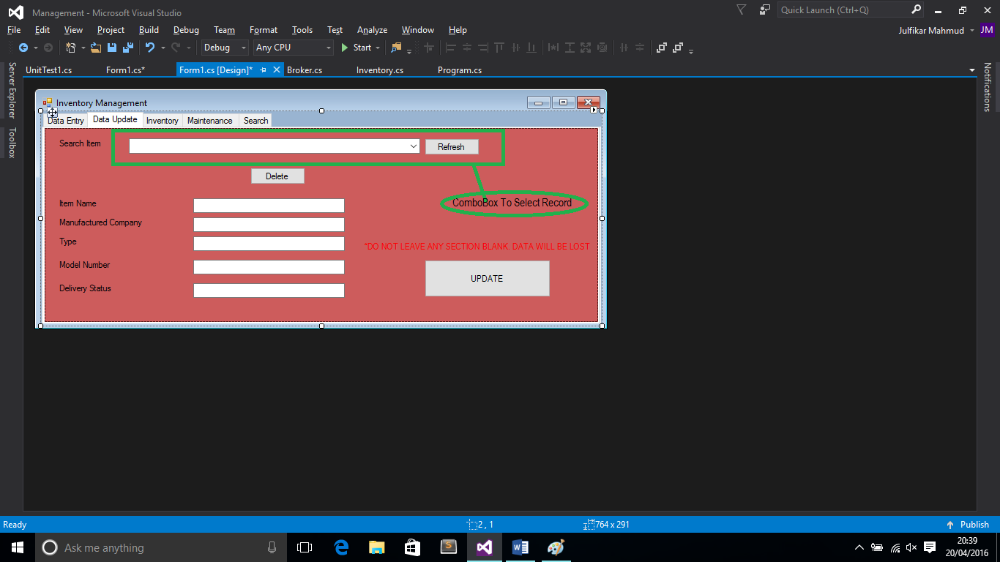 Management - Microsoft Visual Studio
Quick Launch (Ctrl+Q)
File Edit View Project Build Debug Team Format Tools Test Analyze Window Help
Julfikar Mahmud JM
Debug Any CPU Start
UnitTest1.cs Form1.cs* Form1.cs [Design]* Broker.cs Inventory.cs Program.cs
Server Explorer
Toolbox
Notifications
Inventory Management
Data Entry Data Update Inventory Maintenance Search
Search Item
Refresh
Delete
Item Name
ComboBox To Select Record
Manufactured Company
Type
*DO NOT LEAVE ANY SECTION BLANK. DATA WILL BE LOST
Model Number
UPDATE
Delivery Status
Ready 2 , 1 764 x 291 Publish
Ask me anything
20:39
20/04/2016